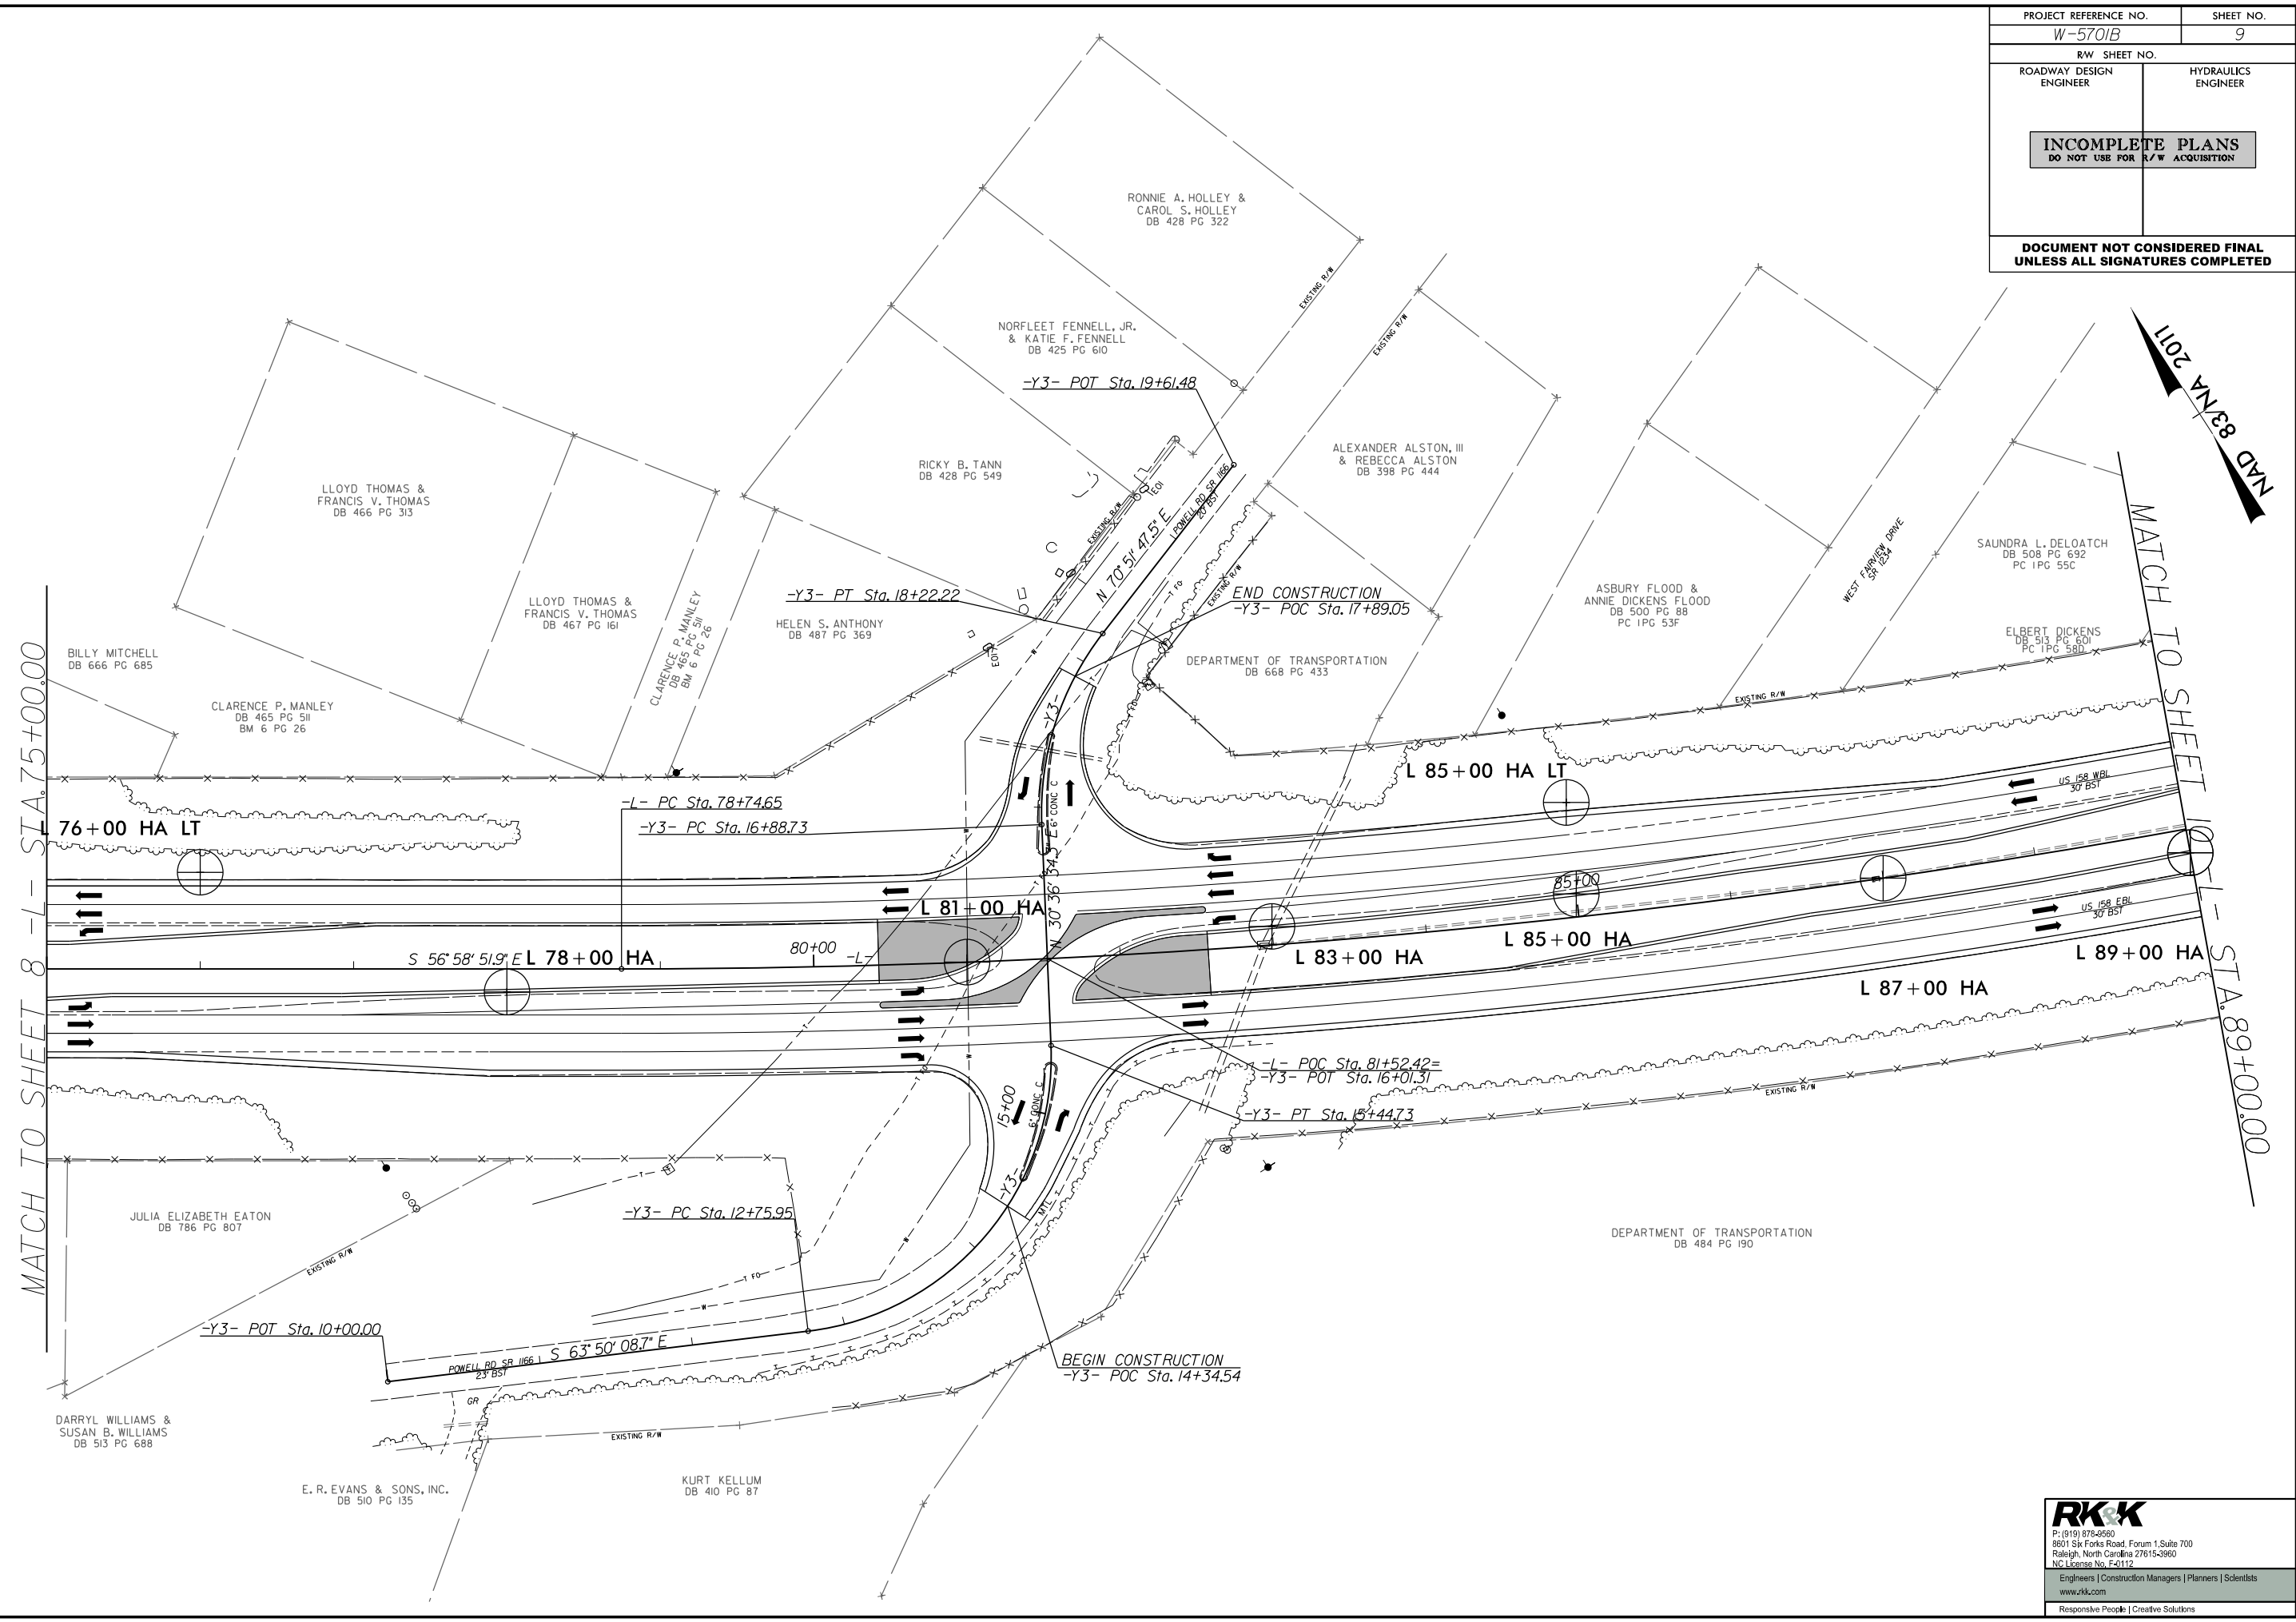 PROJECT REFERENCE NO.
SHEET NO.
W-5701B
9
R/W SHEET NO.
ROADWAY DESIGN
ENGINEER
HYDRAULICS
ENGINEER
INCOMPLETE PLANS
DO NOT USE FOR R/W ACQUISITION
DOCUMENT NOT CONSIDERED FINAL
UNLESS ALL SIGNATURES COMPLETED
NAD 83/NA 2011
RONNIE A. HOLLEY &
CAROL S. HOLLEY
DB 428 PG 322
EXISTING R/W
EXISTING R/W
NORFLEET FENNELL, JR.
& KATIE F. FENNELL
DB 425 PG 610
-Y3- POT Sta. 19+61.48
RICKY B. TANN
DB 428 PG 549
ALEXANDER ALSTON, III
& REBECCA ALSTON
DB 398 PG 444
LLOYD THOMAS &
FRANCIS V. THOMAS
DB 466 PG 313
LLOYD THOMAS &
FRANCIS V. THOMAS
DB 467 PG 161
CLARENCE P. MANLEY
DB 465 PG 511
BM 6 PG 26
HELEN S. ANTHONY
DB 487 PG 369
-Y3- PT Sta. 18+22.22
EXISTING R/W
N 70° 51' 47.5" E
POWELL RD SR 1166
20' BST
EXISTING R/W
END CONSTRUCTION
-Y3- POC Sta. 17+89.05
DEPARTMENT OF TRANSPORTATION
DB 668 PG 433
ASBURY FLOOD &
ANNIE DICKENS FLOOD
DB 500 PG 88
PC 1 PG 53F
WEST FAIRVIEW DRIVE
SR 1234
SAUNDRA L. DELOATCH
DB 508 PG 692
PC 1 PG 55C
ELBERT DICKENS
DB 513 PG 601
PC 1 PG 58D
EXISTING R/W
MATCH TO SHEET 10 -L- STA. 89+00.00
BILLY MITCHELL
DB 666 PG 685
CLARENCE P. MANLEY
DB 465 PG 511
BM 6 PG 26
MATCH TO SHEET 8 -L- STA. 75+00.00
L 76+00 HA LT
-L- PC Sta. 78+74.65
-Y3- PC Sta. 16+88.73
-Y3-
6" CONC C
N 30° 36' 34.3" E
L 85+00 HA LT
US 158 WBL
30' BST
L 81+00 HA
S 56° 58' 51.9" E
L 78+00 HA
80+00
-L-
85+00
L 83+00 HA
L 85+00 HA
L 87+00 HA
L 89+00 HA
US 158 EBL
30' BST
-L- POC Sta. 81+52.42=
-Y3- POT Sta. 16+01.31
-Y3- PT Sta. 15+44.73
15+00
6" CONC C
-Y3-
EXISTING R/W
JULIA ELIZABETH EATON
DB 786 PG 807
EXISTING R/W
-Y3- PC Sta. 12+75.95
T FO
MTL
DEPARTMENT OF TRANSPORTATION
DB 484 PG 190
-Y3- POT Sta. 10+00.00
POWELL RD SR 1166
23' BST
S 63° 50' 08.7" E
BEGIN CONSTRUCTION
-Y3- POC Sta. 14+34.54
GR
EXISTING R/W
DARRYL WILLIAMS &
SUSAN B. WILLIAMS
DB 513 PG 688
E. R. EVANS & SONS, INC.
DB 510 PG 135
KURT KELLUM
DB 410 PG 87
RK&K
P: (919) 878-9560
8601 Six Forks Road, Forum 1, Suite 700
Raleigh, North Carolina 27615-3960
NC License No. F-0112
Engineers | Construction Managers | Planners | Scientists
www.rkk.com
Responsive People | Creative Solutions